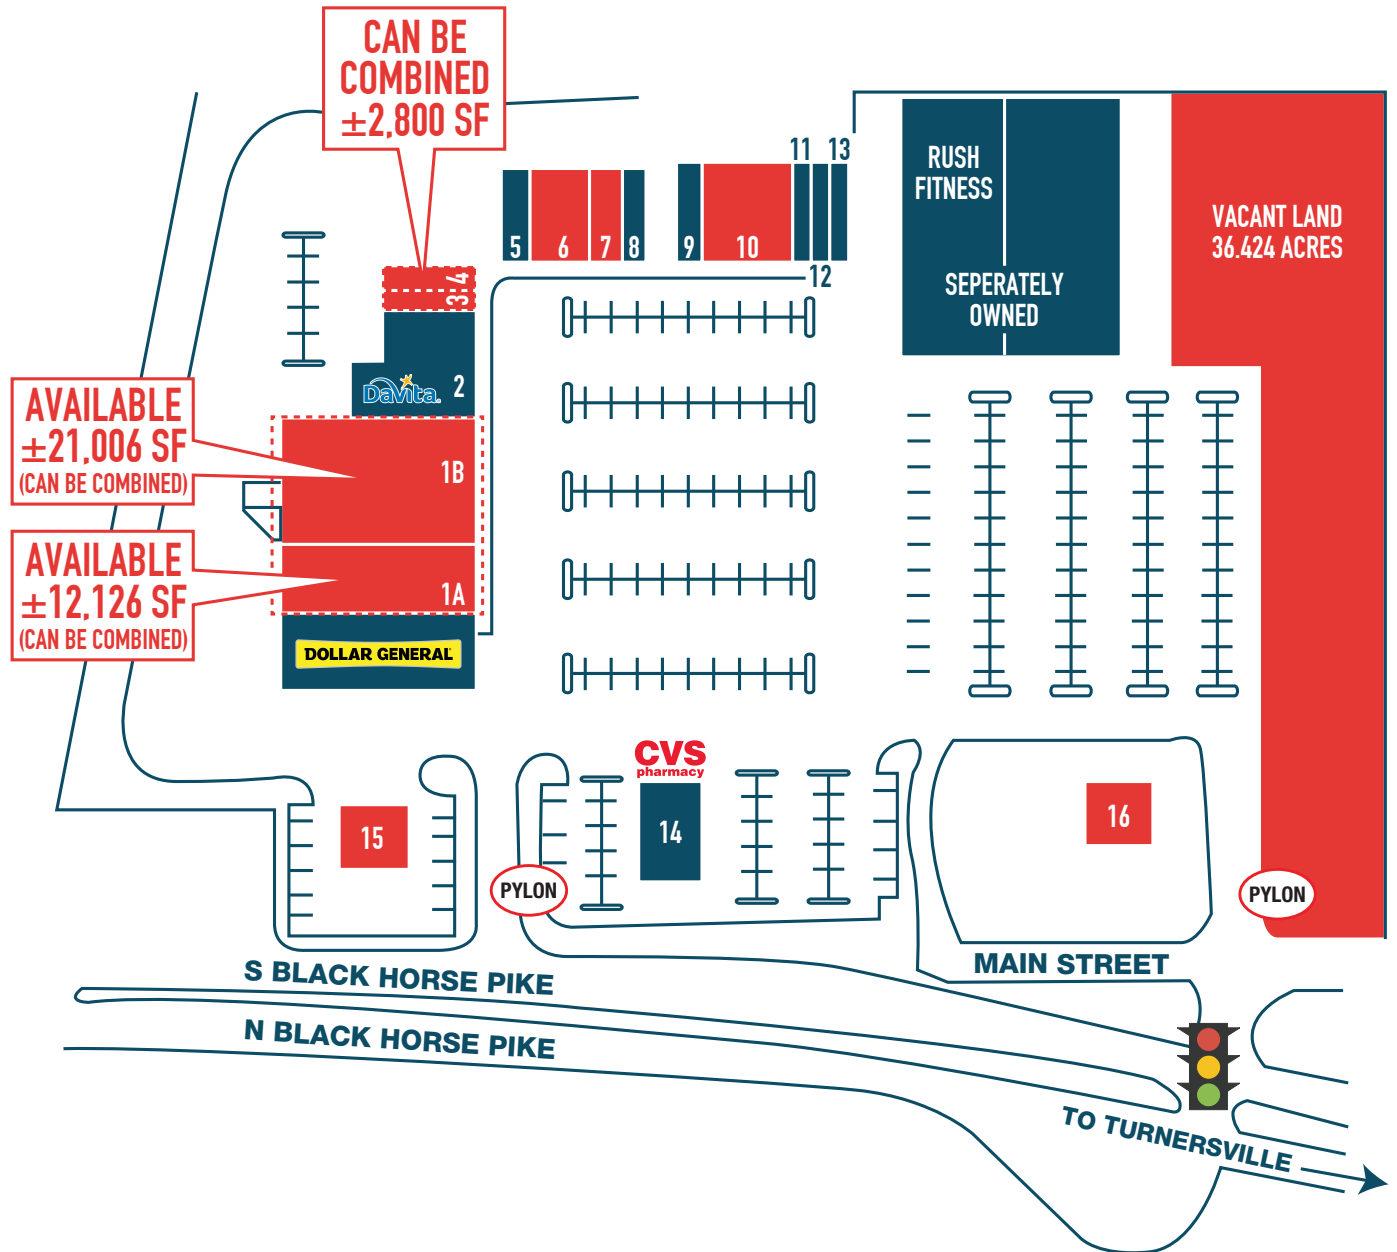 CAN BE
COMBINED
±2,800 SF
11
13
5
6
7
8
9
10
12
RUSH
FITNESS
SEPERATELY
OWNED
VACANT LAND
36.424 ACRES
4
3
DaVita.
2
AVAILABLE
±21,006 SF
(CAN BE COMBINED)
1B
AVAILABLE
±12,126 SF
(CAN BE COMBINED)
1A
DOLLAR GENERAL
CVS
pharmacy
15
14
16
PYLON
PYLON
MAIN STREET
S BLACK HORSE PIKE
N BLACK HORSE PIKE
TO TURNERSVILLE